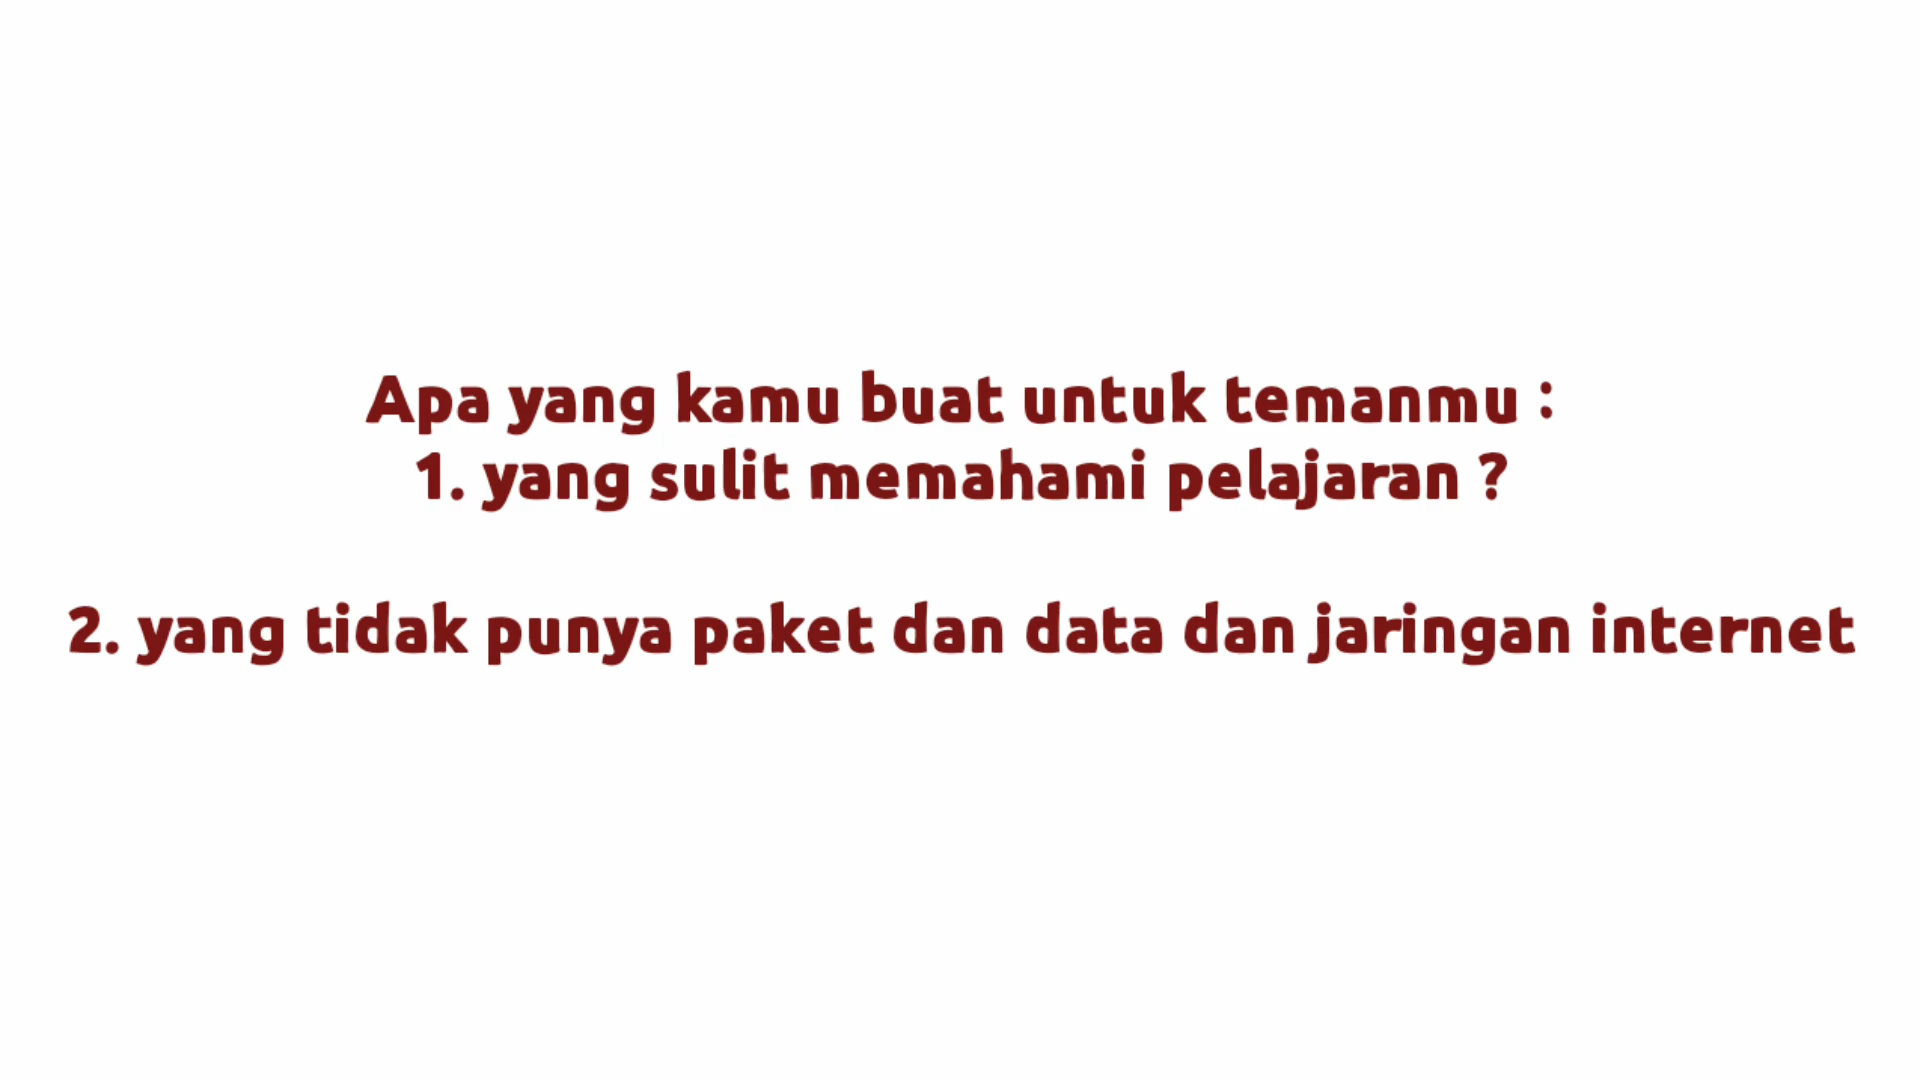 Apa yang kamu buat untuk temanmu :
1. yang sulit memahami pelajaran ?
2. yang tidak punya paket dan data dan jaringan internet